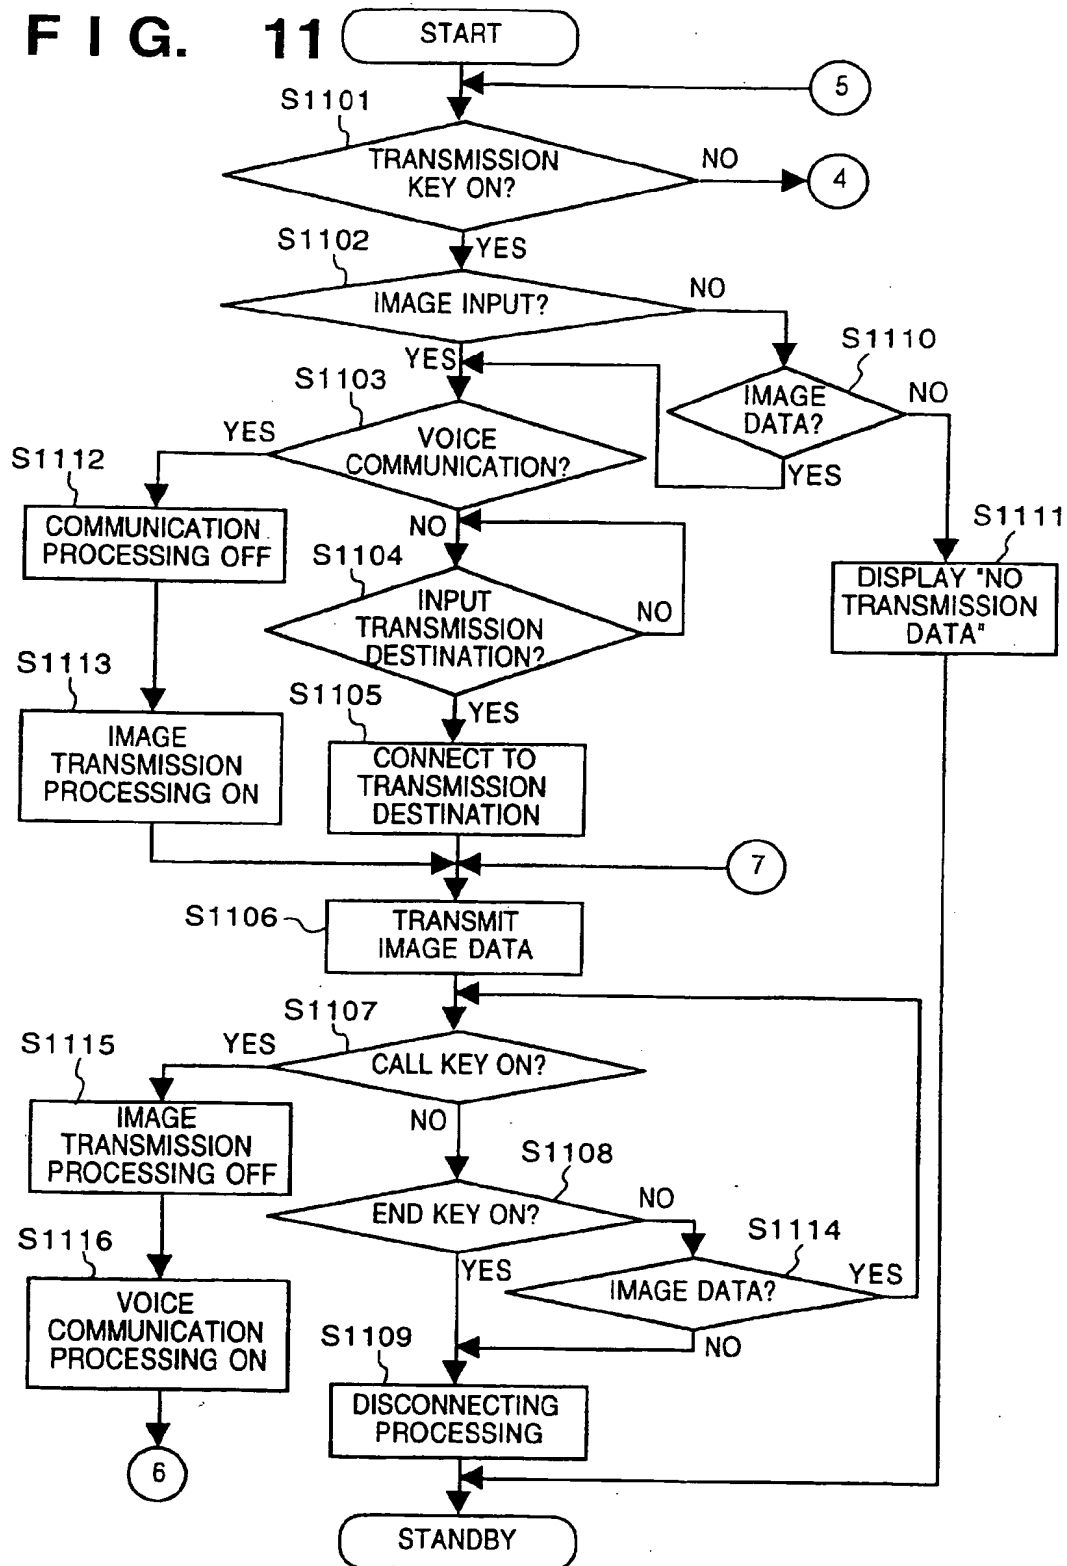 FIG. 11
START
5
S1101
TRANSMISSION
KEY ON?
NO
4
YES
S1102
IMAGE INPUT?
NO
YES
S1110
IMAGE
DATA?
NO
YES
S1103
VOICE
COMMUNICATION?
YES
NO
S1112
COMMUNICATION
PROCESSING OFF
S1104
INPUT
TRANSMISSION
DESTINATION?
NO
YES
S1111
DISPLAY "NO
TRANSMISSION
DATA"
S1113
IMAGE
TRANSMISSION
PROCESSING ON
S1105
CONNECT TO
TRANSMISSION
DESTINATION
7
S1106
TRANSMIT
IMAGE DATA
S1107
CALL KEY ON?
YES
NO
S1115
IMAGE
TRANSMISSION
PROCESSING OFF
S1108
END KEY ON?
NO
YES
S1114
IMAGE DATA?
YES
NO
S1116
VOICE
COMMUNICATION
PROCESSING ON
6
S1109
DISCONNECTING
PROCESSING
STANDBY